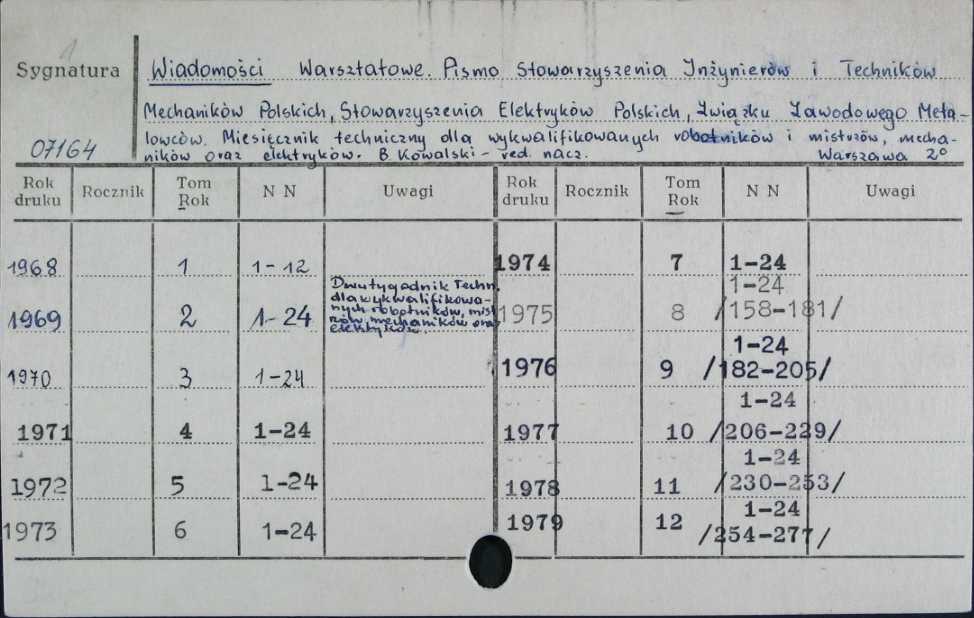 1
Sygnatura
Wiadomości Warsztatowe. Pismo Stowarzyszenia Inżynierów i Techników
Mechaników Polskich, Stowarzyszenia Elektryków Polskich, Związku Zawodowego Meta-
lowców. Miesięcznik techniczny dla wykwalifikowanych robotników i mistrzów, mecha-
07164
ników oraz elektryków. B Kowalski - red. nacz. Warszawa 2°
Rok druku Rocznik Tom Rok N N Uwagi Rok druku Rocznik Tom Rok N N Uwagi
1968 1 1-12
1974 7 1-24
Dwutygodnik Techn.
dla wykwalifikowa-
nych robotników, mist
rzów, mechaników oraz
elektryków
1969 2 1-24
1-24
1975 8 /158-181/
1970 3 1-24
1-24
1976 9 /182-205/
1971 4 1-24
1-24
1977 10 /206-229/
1972 5 1-24
1-24
1978 11 /230-253/
1973 6 1-24
1-24
1979 12 /254-277/